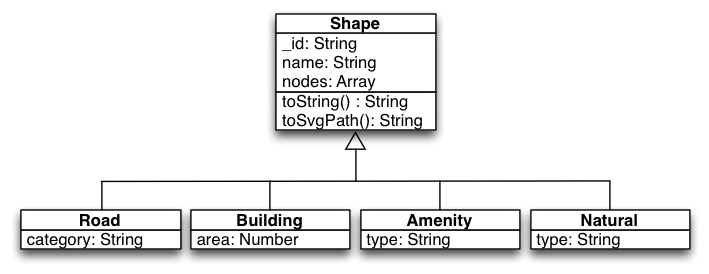 Shape
_id: String
name: String
nodes: Array
toString() : String
toSvgPath(): String
Road
category: String
Building
area: Number
Amenity
type: String
Natural
type: String